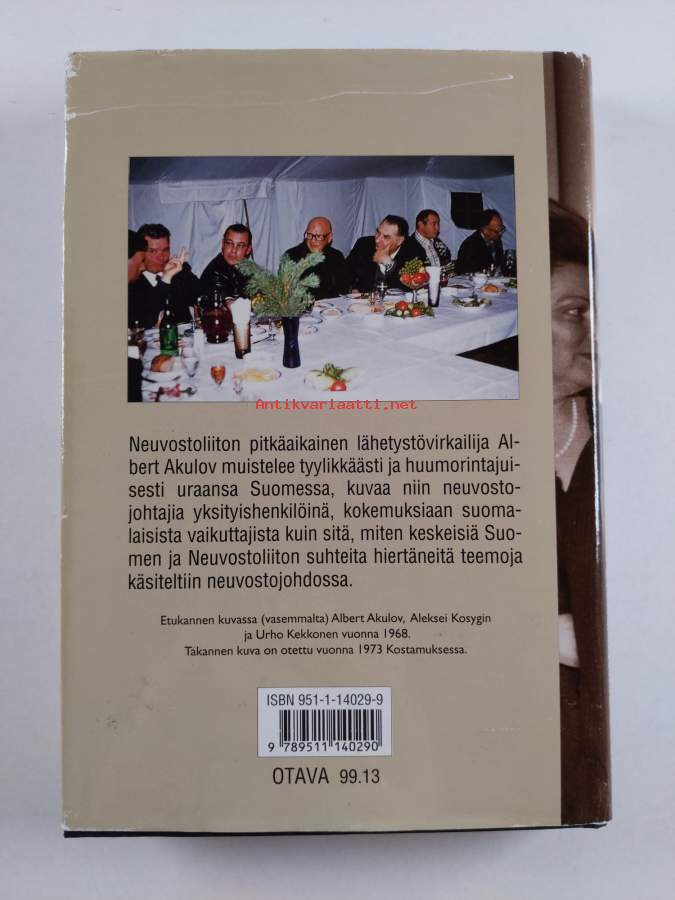 Antikvariaatti.net
Neuvostoliiton pitkäaikainen lähetystövirkailija Al-
bert Akulov muistelee tyylikkäästi ja huumorintajui-
sesti uraansa Suomessa, kuvaa niin neuvosto-
johtajia yksityishenkilöinä, kokemuksiaan suoma-
laisista vaikuttajista kuin sitä, miten keskeisiä Suo-
men ja Neuvostoliiton suhteita hiertäneitä teemoja
käsiteltiin neuvostojohdossa.
Etukannen kuvassa (vasemmalta) Albert Akulov, Aleksei Kosygin
ja Urho Kekkonen vuonna 1968.
Takannen kuva on otettu vuonna 1973 Kostamuksessa.
ISBN 951-1-14029-9
9 789511 140290
OTAVA 99.13